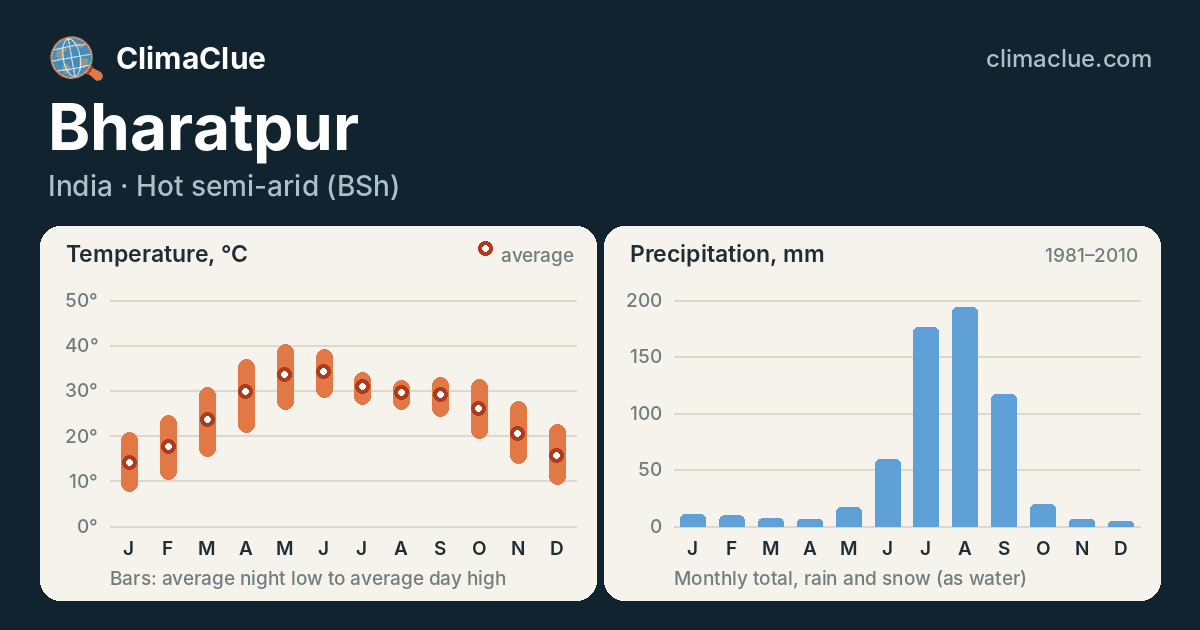 ClimaClue
climaclue.com
Bharatpur
India · Hot semi-arid (BSh)
Temperature, °C
average
50°
40°
30°
20°
10°
0°
J F M A M J J A S O N D
Bars: average night low to average day high
Precipitation, mm
1981–2010
200
150
100
50
0
J F M A M J J A S O N D
Monthly total, rain and snow (as water)